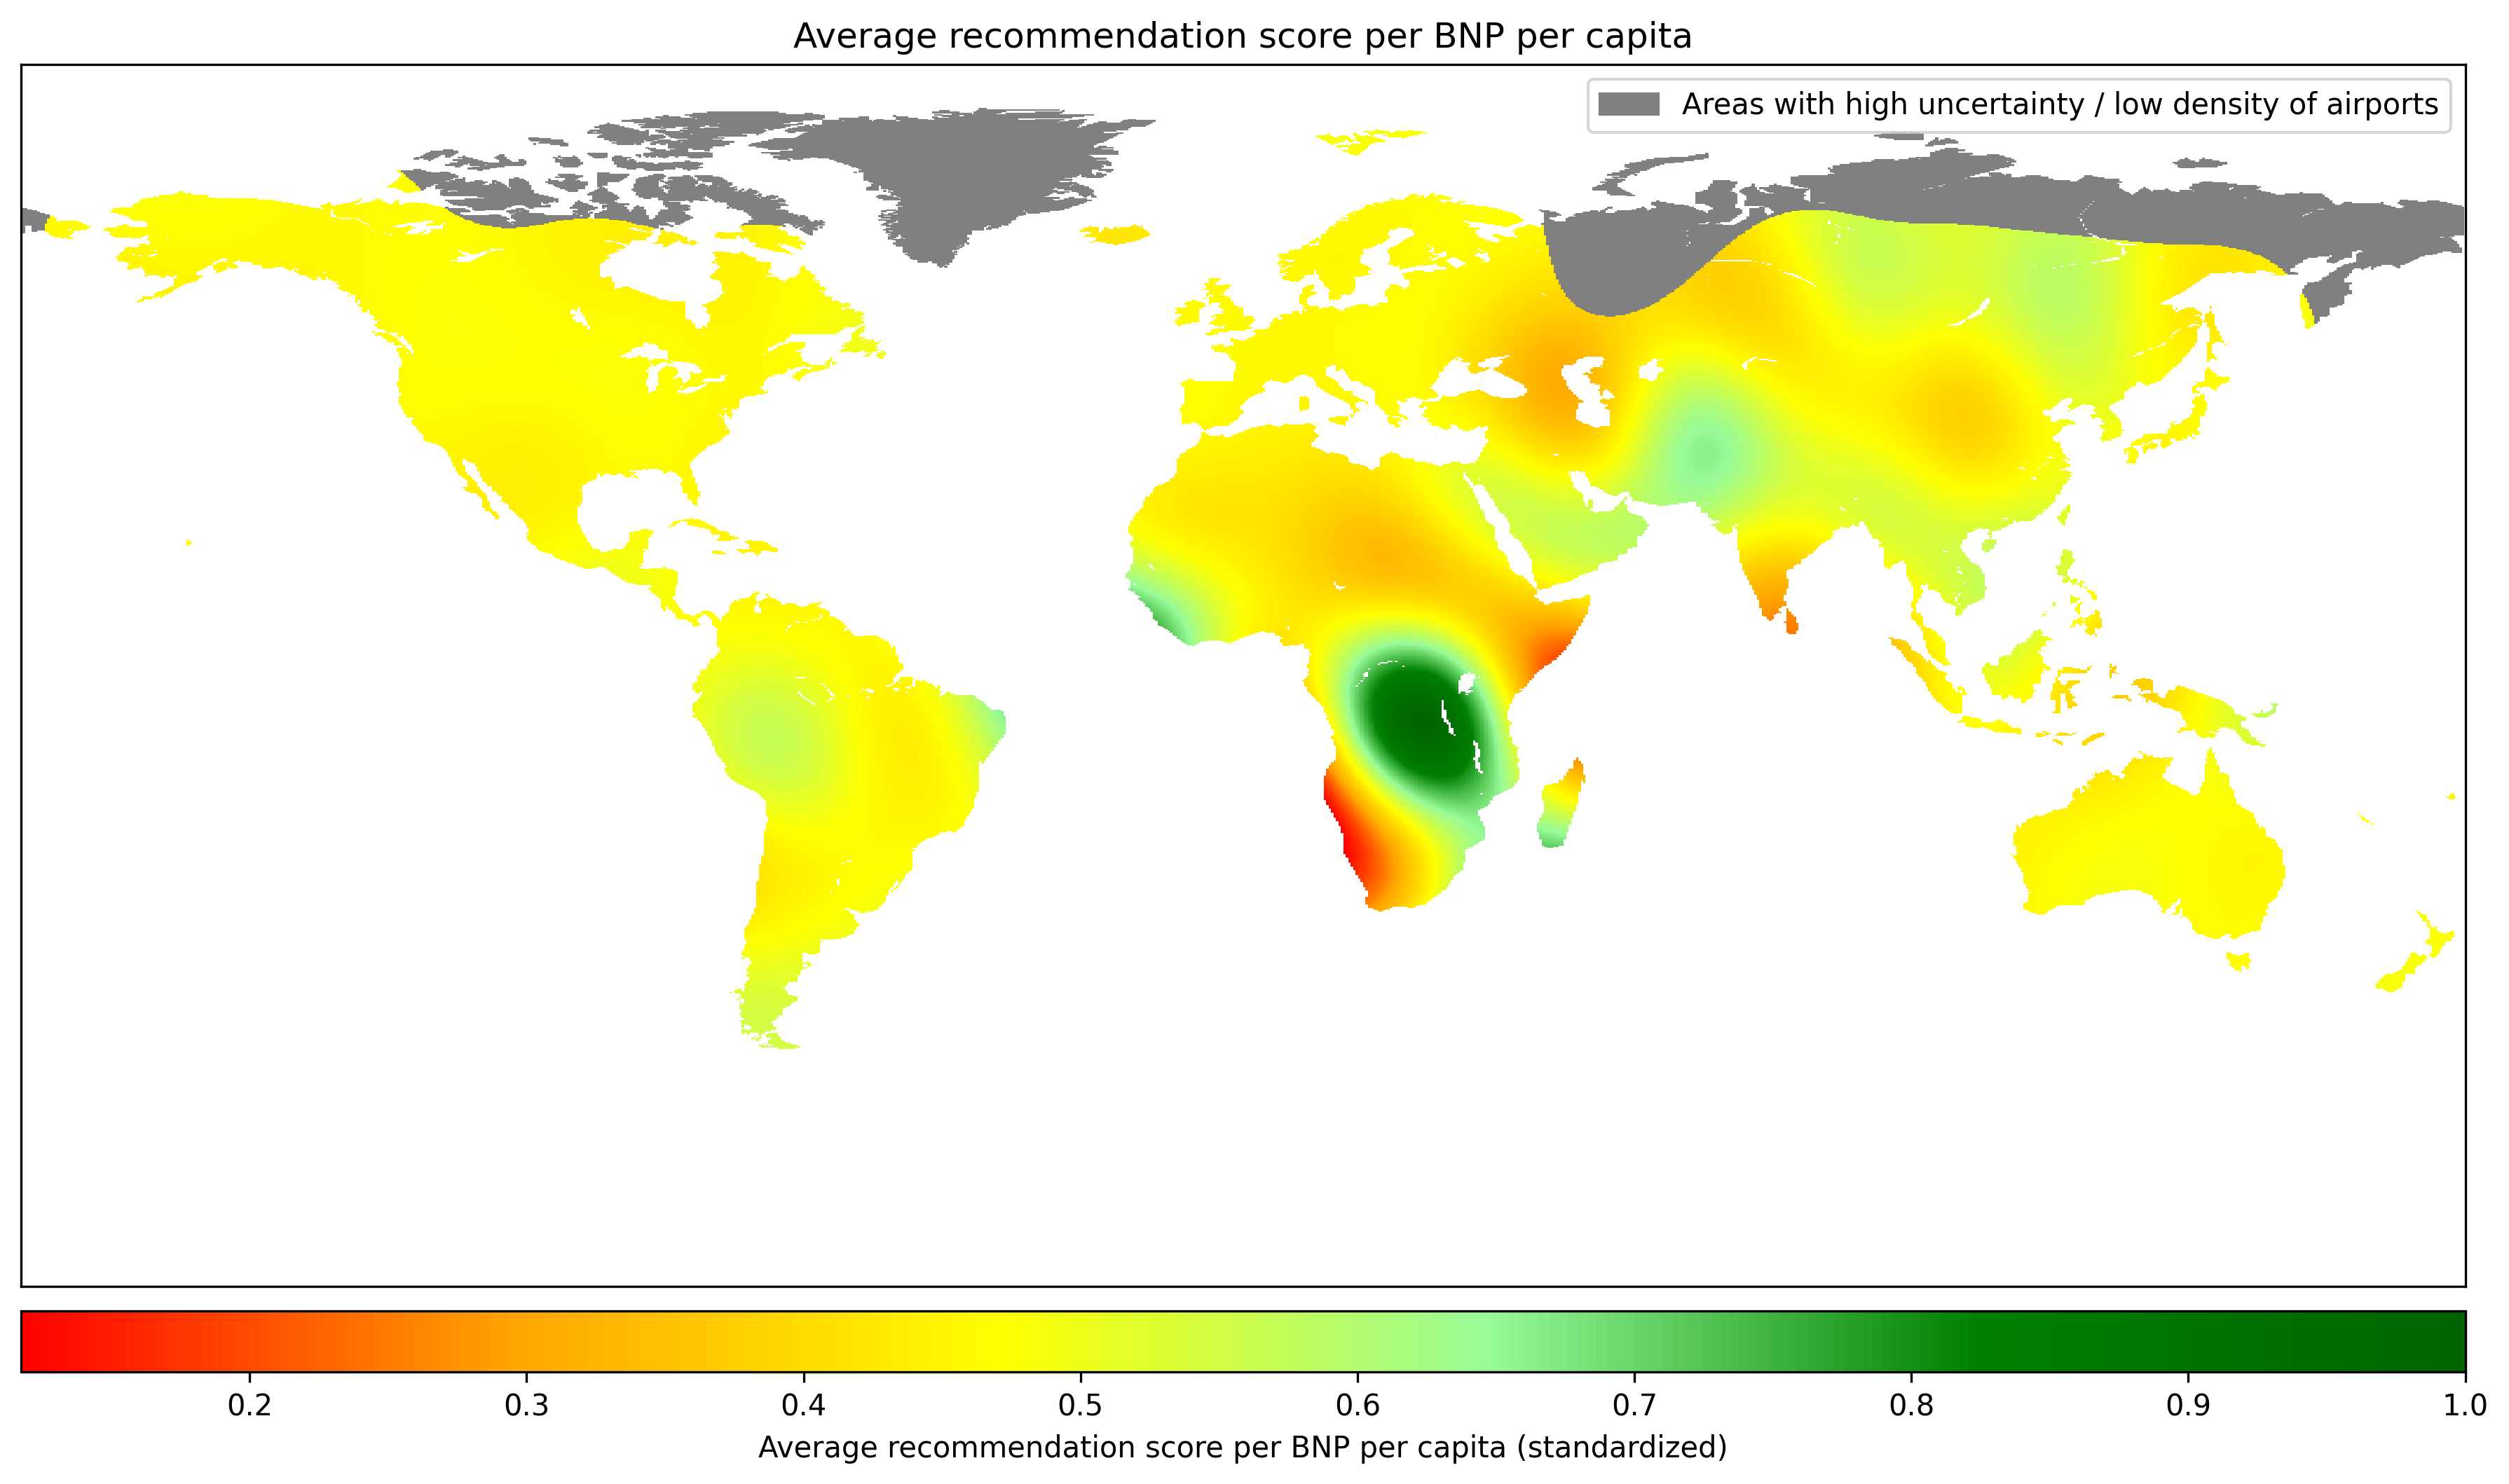 Average recommendation score per BNP per capita
Areas with high uncertainty / low density of airports
0.2 0.3 0.4 0.5 0.6 0.7 0.8 0.9 1.0
Average recommendation score per BNP per capita (standardized)